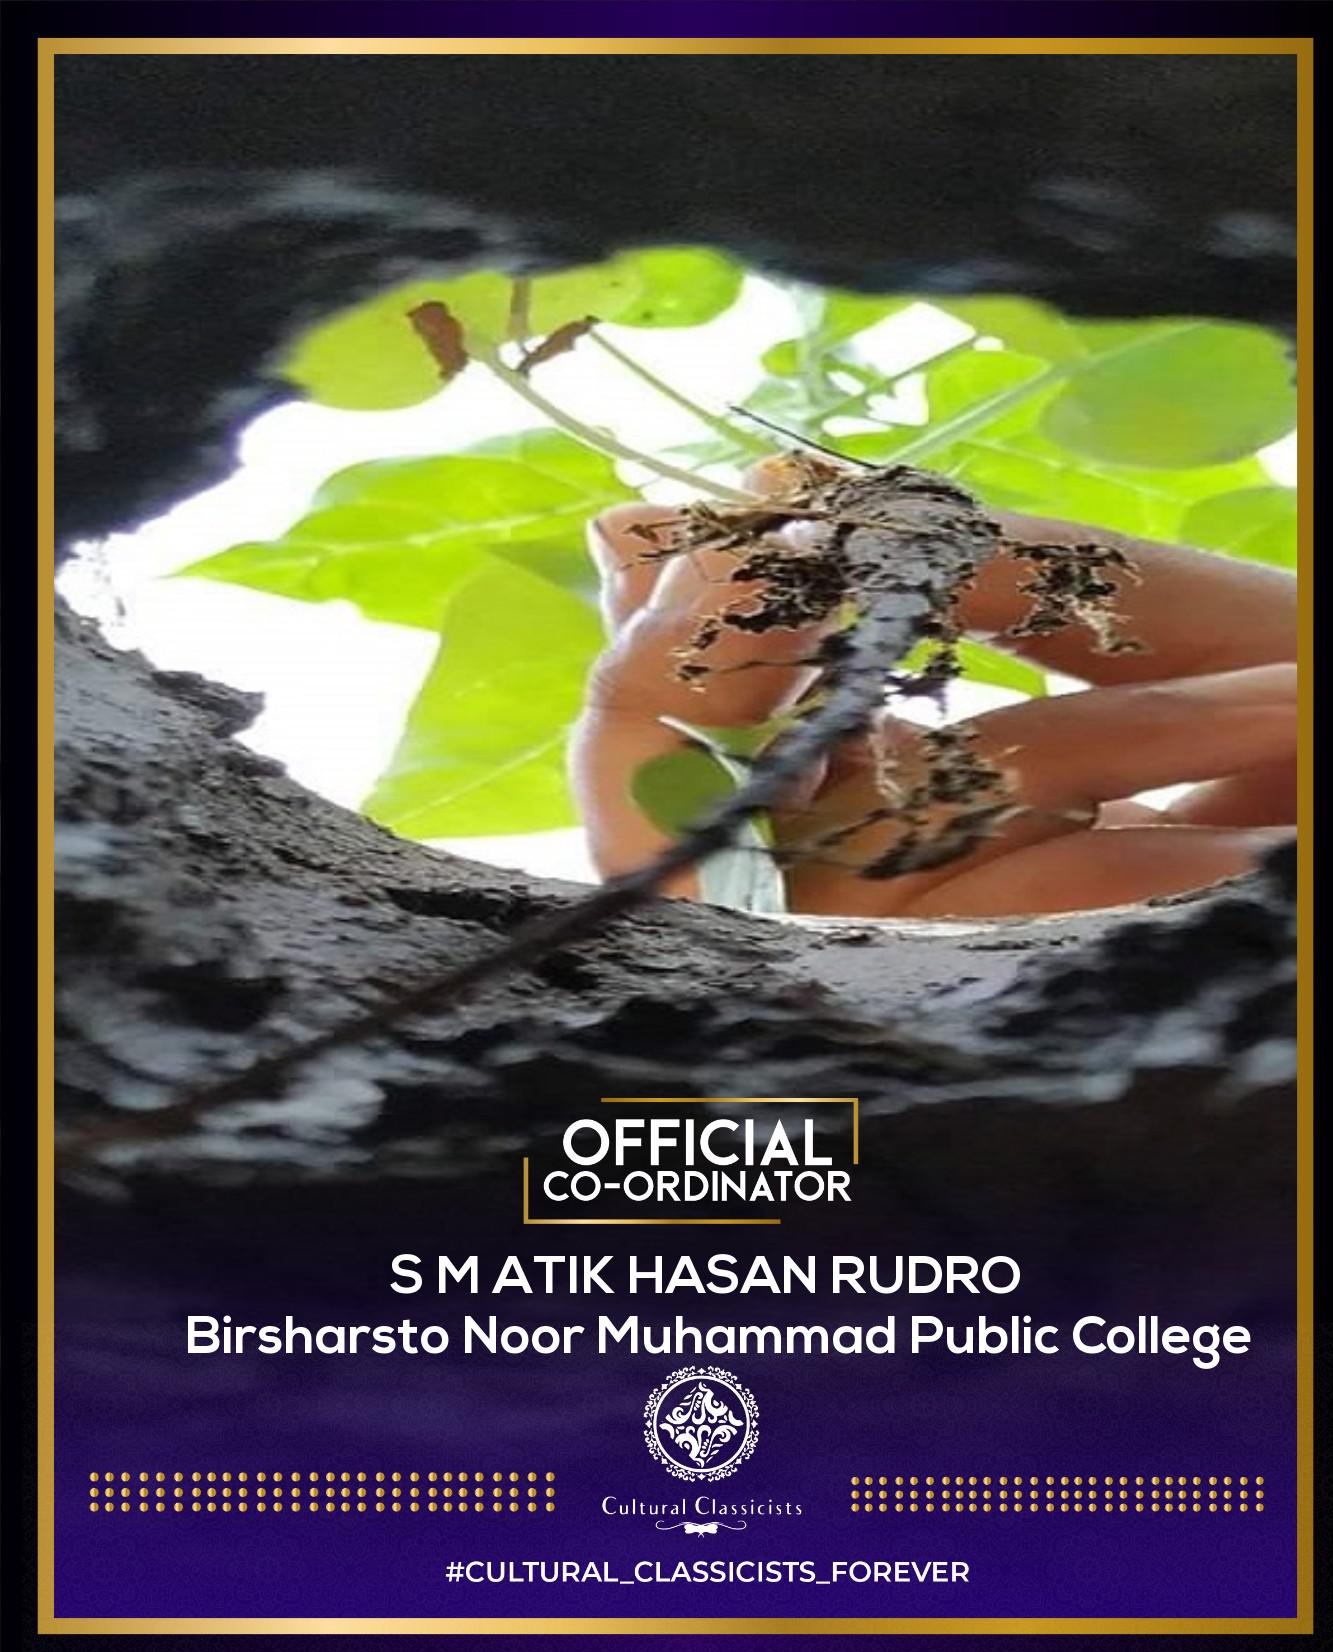 OFFICIAL
CO-ORDINATOR
S M ATIK HASAN RUDRO
Birsharsto Noor Muhammad Public College
Cultural Classicists
#CULTURAL_CLASSICISTS_FOREVER